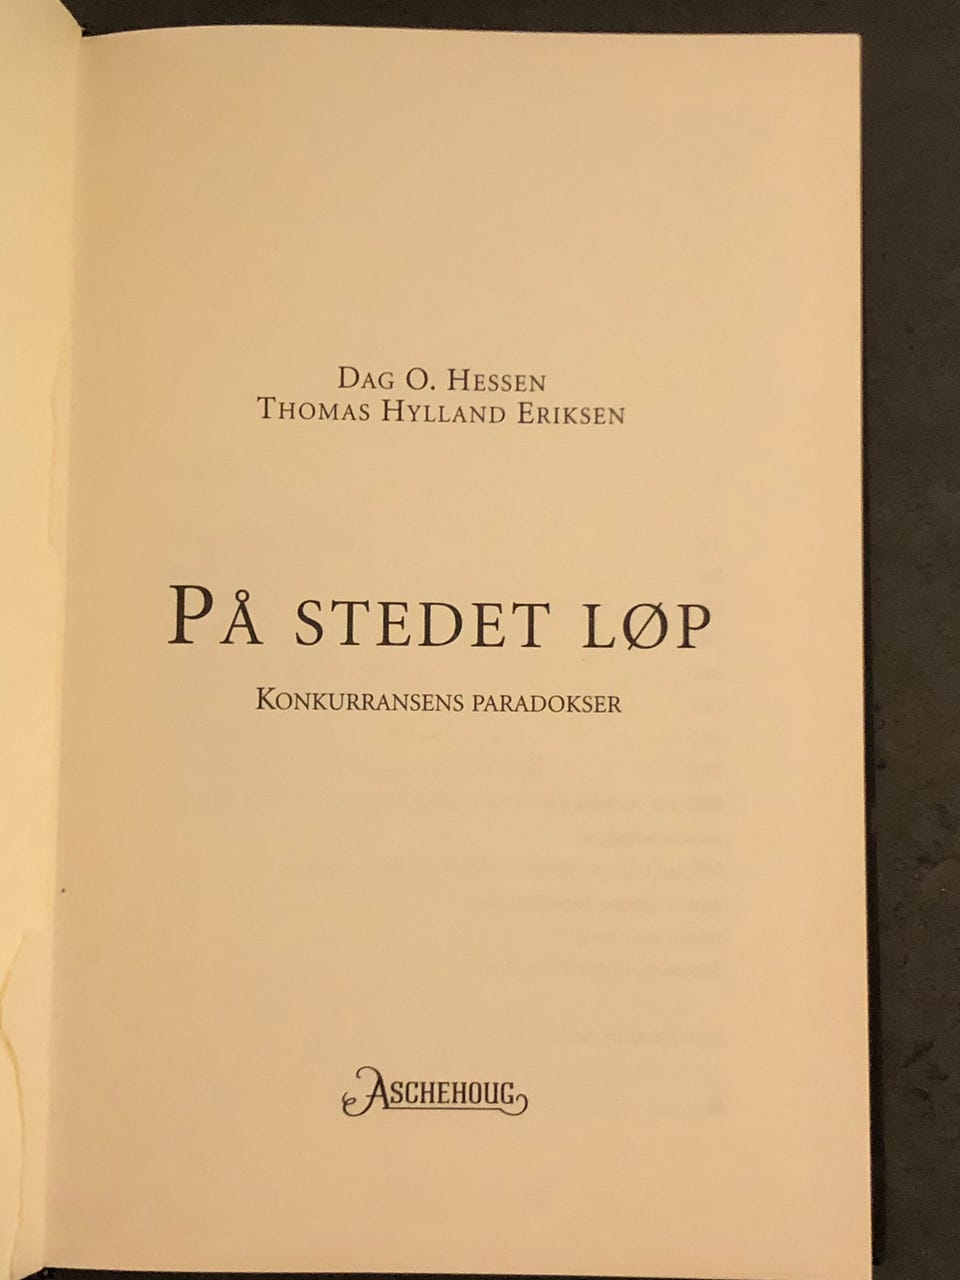 Dag O. Hessen
Thomas Hylland Eriksen
På stedet løp
Konkurransens paradokser
Aschehoug